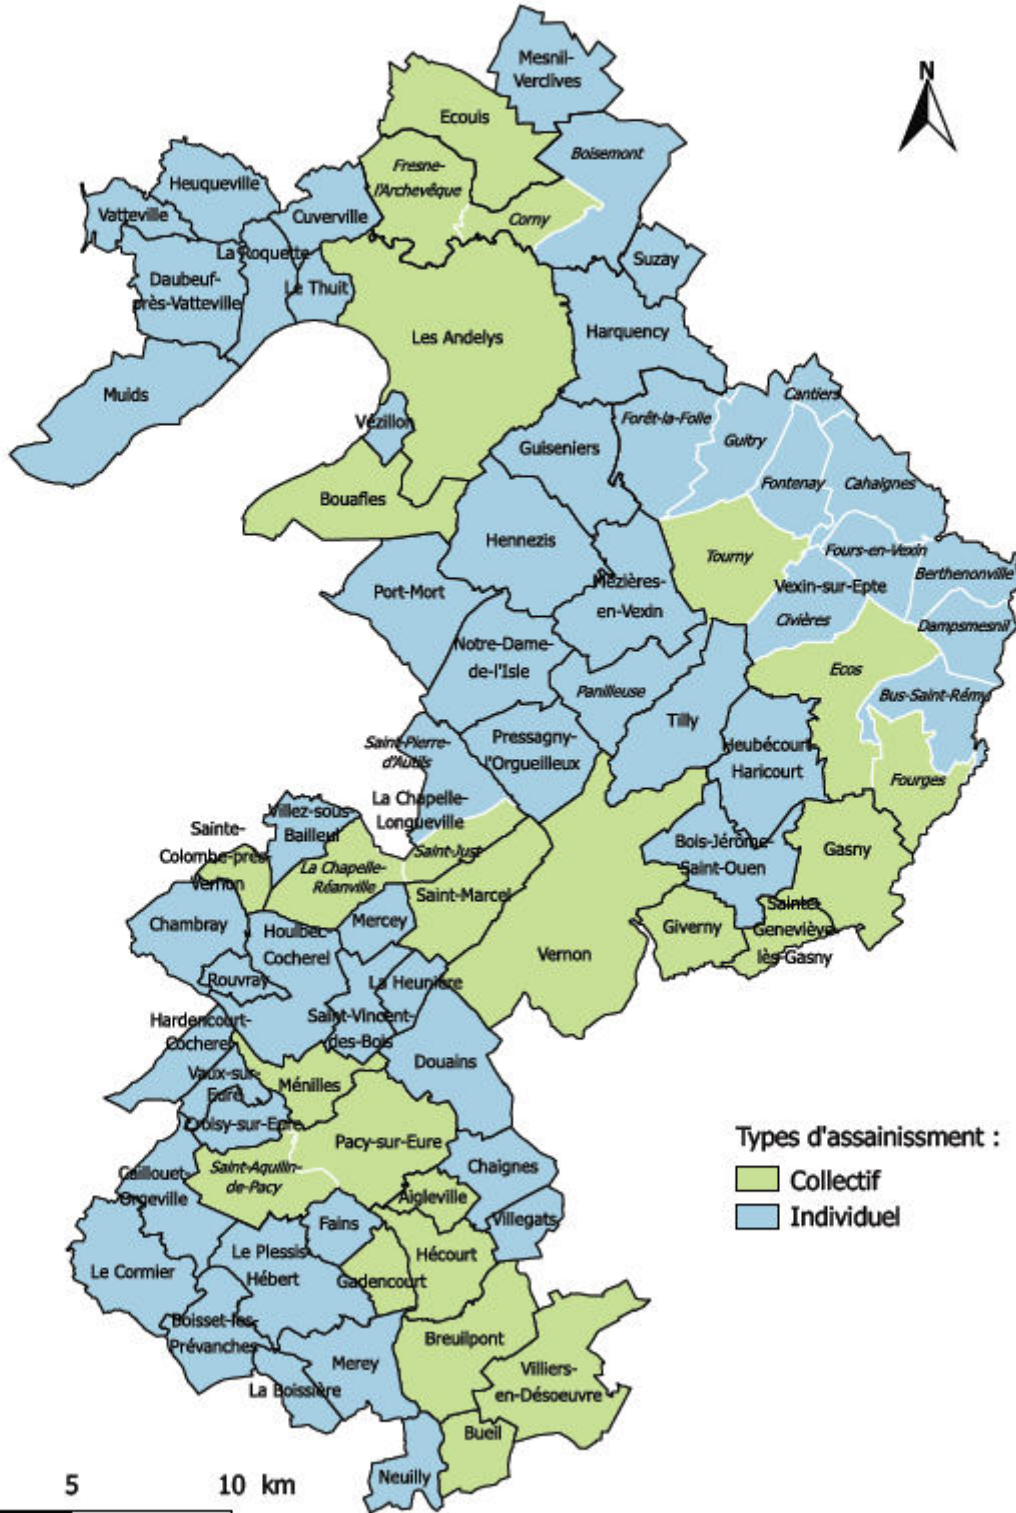 Mesnil-
Verclives
N
Ecouis
Boisemont
Fresne-
l'Archevêque
Heuqueville
Vatteville
Cuverville
Corny
La Roquette
Suzay
Daubeuf-
près-Vatteville
Le Thuit
Les Andelys
Harquency
Muids
Cantiers
Vézillon
Forêt-la-Folie
Guitry
Guiseniers
Fontenay
Cahaignes
Bouafles
Hennezis
Tourny
Fours-en-Vexin
Port-Mort
Mézières-
en-Vexin
Vexin-sur-Epte
Berthenonville
Civières
Dampsmesnil
Notre-Dame-
de-l'Isle
Ecos
Panilleuse
Bus-Saint-Rémy
Tilly
Saint-Pierre-
d'Autils
Pressagny-
l'Orgueilleux
Heubécourt-
Haricourt
Fourges
La Chapelle-
Longueville
Villez-sous-
Bailleul
Sainte-
Colombe-près-
Vernon
Bois-Jérôme-
Saint-Ouen
Gasny
La Chapelle-
Réanville
Saint-Just
Saint-Marcel
Sainte-
Geneviève-
lès-Gasny
Chambray
Mercey
Giverny
Houlbec-
Cocherel
Vernon
Rouvray
La Heunière
Hardencourt-
Cocherel
Saint-Vincent-
des-Bois
Douains
Vaux-sur-
Eure
Ménilles
Croisy-sur-Eure
Pacy-sur-Eure
Types d'assainissment :
Collectif
Individuel
Saint-Aquilin-
de-Pacy
Chaignes
Caillouet-
Orgeville
Aigleville
Villegats
Fains
Le Plessis-
Hébert
Hécourt
Le Cormier
Gadencourt
Boisset-les-
Prévanches
Breuilpont
Merey
Villiers-
en-Désoeuvre
La Boissière
Bueil
Neuilly
5 10 km